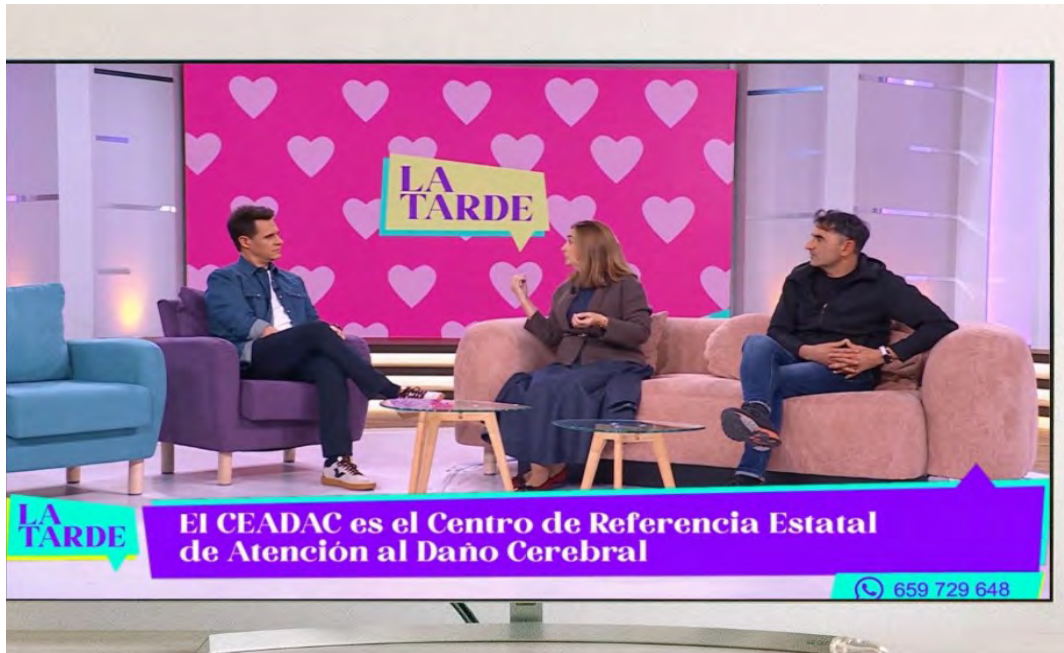 LA
TARDE
LA
TARDE
El CEADAC es el Centro de Referencia Estatal
de Atención al Daño Cerebral
659 729 648